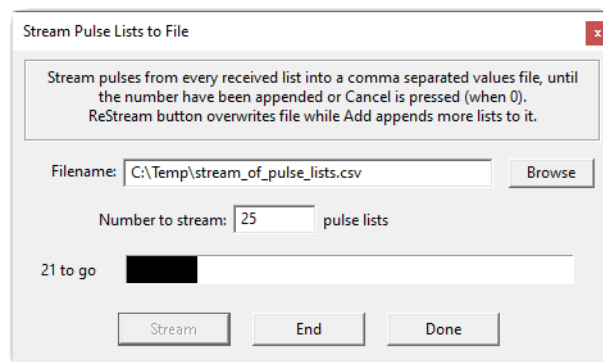 Stream Pulse Lists to File
x
Stream pulses from every received list into a comma separated values file, until
the number have been appended or Cancel is pressed (when 0).
ReStream button overwrites file while Add appends more lists to it.
Filename: C:\Temp\stream_of_pulse_lists.csv Browse
Number to stream: 25 pulse lists
21 to go
Stream End Done